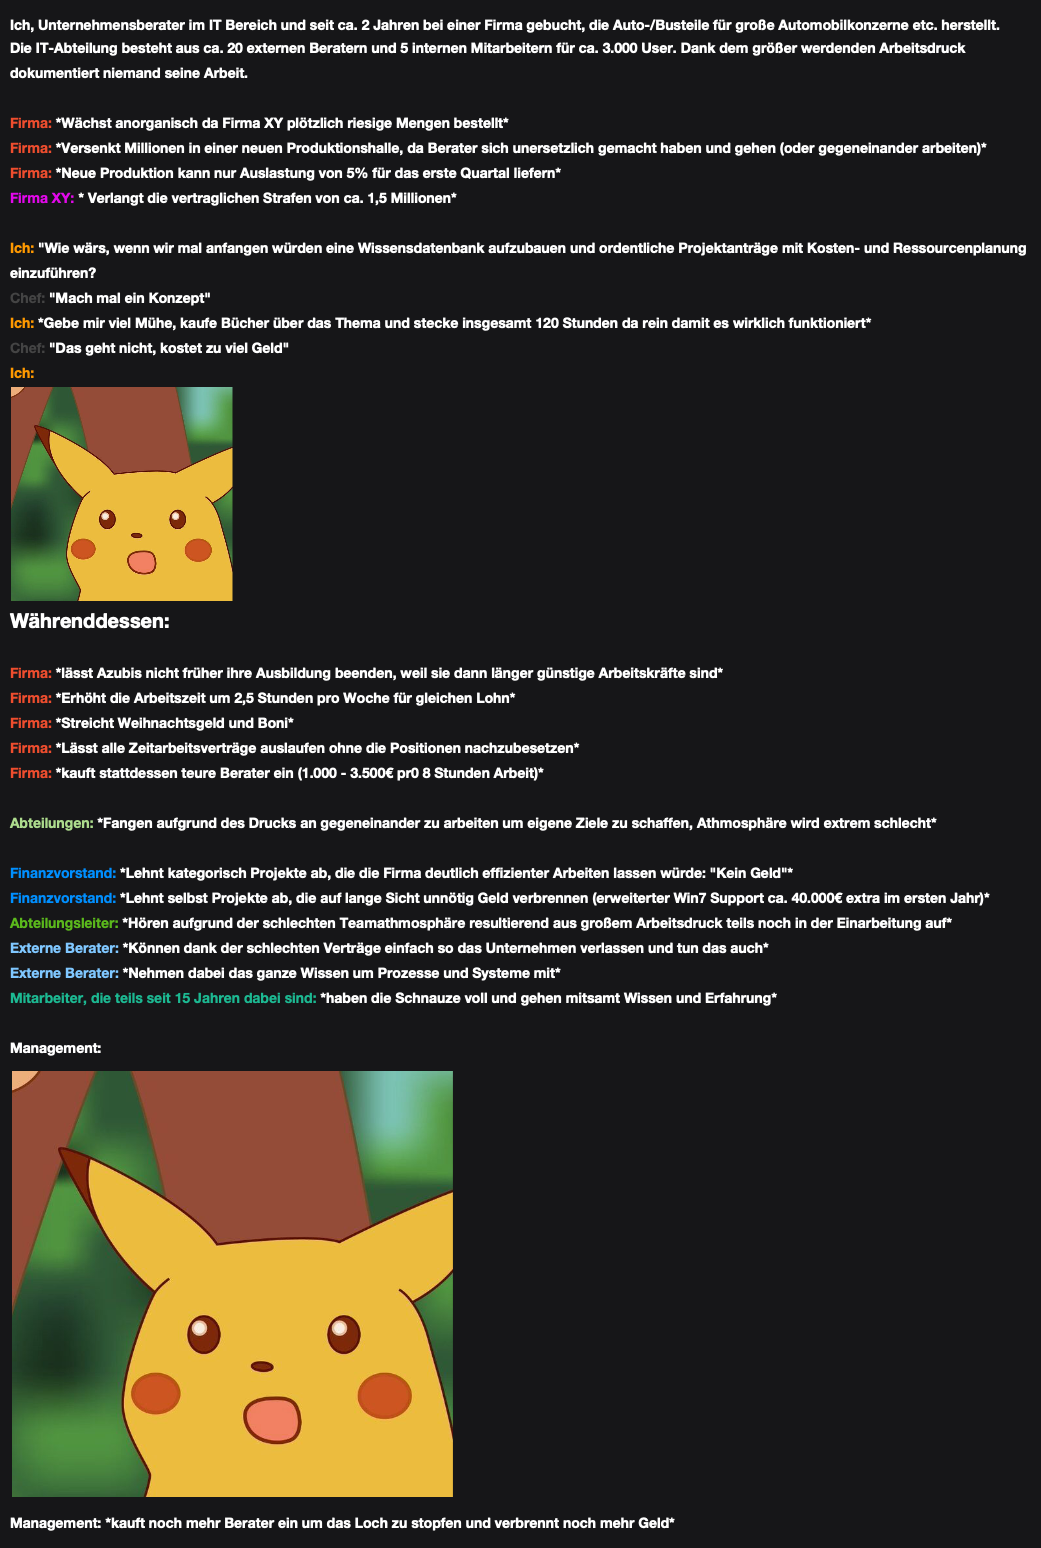 Ich, Unternehmensberater im IT Bereich und seit ca. 2 Jahren bei einer Firma gebucht, die Auto-/Busteile für große Automobilkonzerne etc. herstellt.
Die IT-Abteilung besteht aus ca. 20 externen Beratern und 5 internen Mitarbeitern für ca. 3.000 User. Dank dem größer werdenden Arbeitsdruck
dokumentiert niemand seine Arbeit.
Firma: *Wächst anorganisch da Firma XY plötzlich riesige Mengen bestellt*
Firma: *Versenkt Millionen in einer neuen Produktionshalle, da Berater sich unersetzlich gemacht haben und gehen (oder gegeneinander arbeiten)*
Firma: *Neue Produktion kann nur Auslastung von 5% für das erste Quartal liefern*
Firma XY: * Verlangt die vertraglichen Strafen von ca. 1,5 Millionen*
Ich: "Wie wärs, wenn wir mal anfangen würden eine Wissensdatenbank aufzubauen und ordentliche Projektanträge mit Kosten- und Ressourcenplanung
einzuführen?
Chef: "Mach mal ein Konzept"
Ich: *Gebe mir viel Mühe, kaufe Bücher über das Thema und stecke insgesamt 120 Stunden da rein damit es wirklich funktioniert*
Chef: "Das geht nicht, kostet zu viel Geld"
Ich:
Währenddessen:
Firma: *lässt Azubis nicht früher ihre Ausbildung beenden, weil sie dann länger günstige Arbeitskräfte sind*
Firma: *Erhöht die Arbeitszeit um 2,5 Stunden pro Woche für gleichen Lohn*
Firma: *Streicht Weihnachtsgeld und Boni*
Firma: *Lässt alle Zeitarbeitsverträge auslaufen ohne die Positionen nachzubesetzen*
Firma: *kauft stattdessen teure Berater ein (1.000 - 3.500€ pr0 8 Stunden Arbeit)*
Abteilungen: *Fangen aufgrund des Drucks an gegeneinander zu arbeiten um eigene Ziele zu schaffen, Athmosphäre wird extrem schlecht*
Finanzvorstand: *Lehnt kategorisch Projekte ab, die die Firma deutlich effizienter Arbeiten lassen würde: "Kein Geld"*
Finanzvorstand: *Lehnt selbst Projekte ab, die auf lange Sicht unnötig Geld verbrennen (erweiterter Win7 Support ca. 40.000€ extra im ersten Jahr)*
Abteilungsleiter: *Hören aufgrund der schlechten Teamathmosphäre resultierend aus großem Arbeitsdruck teils noch in der Einarbeitung auf*
Externe Berater: *Können dank der schlechten Verträge einfach so das Unternehmen verlassen und tun das auch*
Externe Berater: *Nehmen dabei das ganze Wissen um Prozesse und Systeme mit*
Mitarbeiter, die teils seit 15 Jahren dabei sind: *haben die Schnauze voll und gehen mitsamt Wissen und Erfahrung*
Management:
Management: *kauft noch mehr Berater ein um das Loch zu stopfen und verbrennt noch mehr Geld*